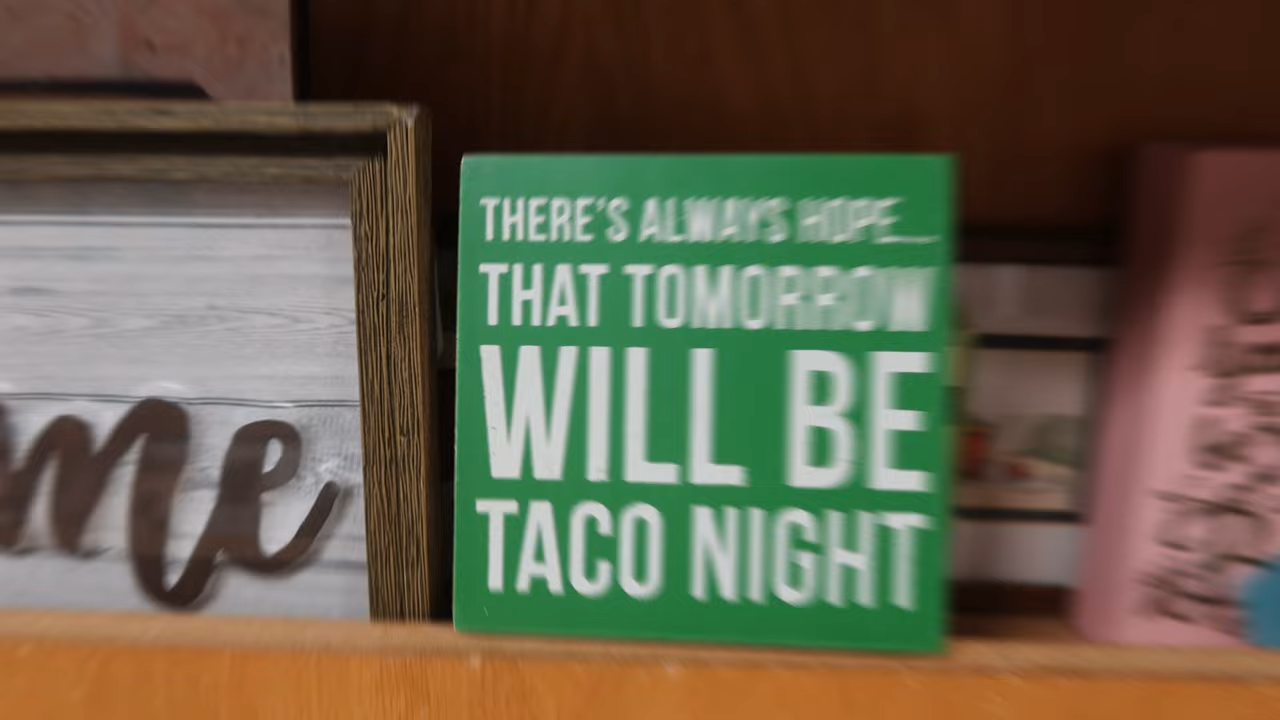 THERE'S ALWAYS HOPE...
THAT TOMORROW
WILL BE
TACO NIGHT
me